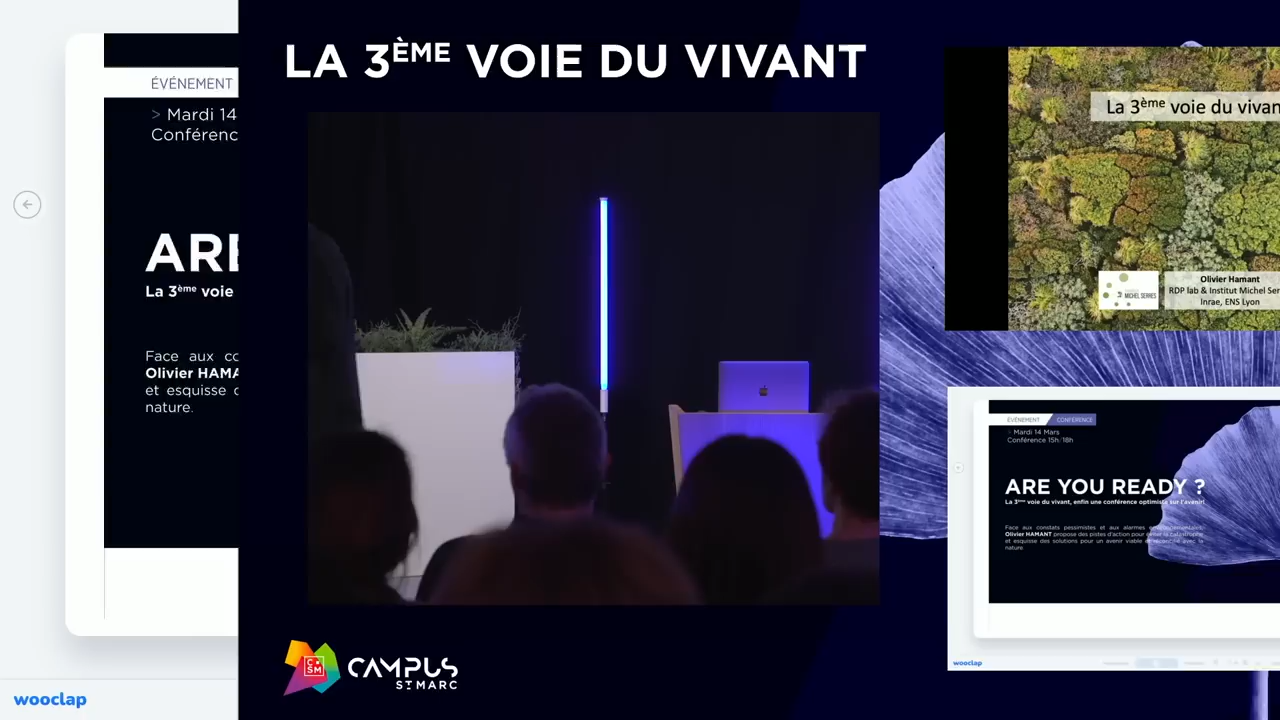 ÉVÉNEMENT
> Mardi 14
Conférenc
ARE
La 3ème voie
Face aux co
Olivier HAMA
et esquisse d
nature.
wooclap
LA 3ÈME VOIE DU VIVANT
CAMPUS
ST MARC
CSM
La 3ème voie du vivan
MICHEL SERRES
Olivier Hamant
RDP lab & Institut Michel Ser
Inrae, ENS Lyon
ÉVÉNEMENT CONFÉRENCE
> Mardi 14 Mars
Conférence 15h/18h
ARE YOU READY ?
La 3ème voie du vivant, enfin une conférence optimiste sur l'avenir!
Face aux constats pessimistes et aux alarmes environnementales,
Olivier HAMANT propose des pistes d'action pour éviter la catastrophe
et esquisse des solutions pour un avenir viable et réconcilié avec la
nature.
wooclap